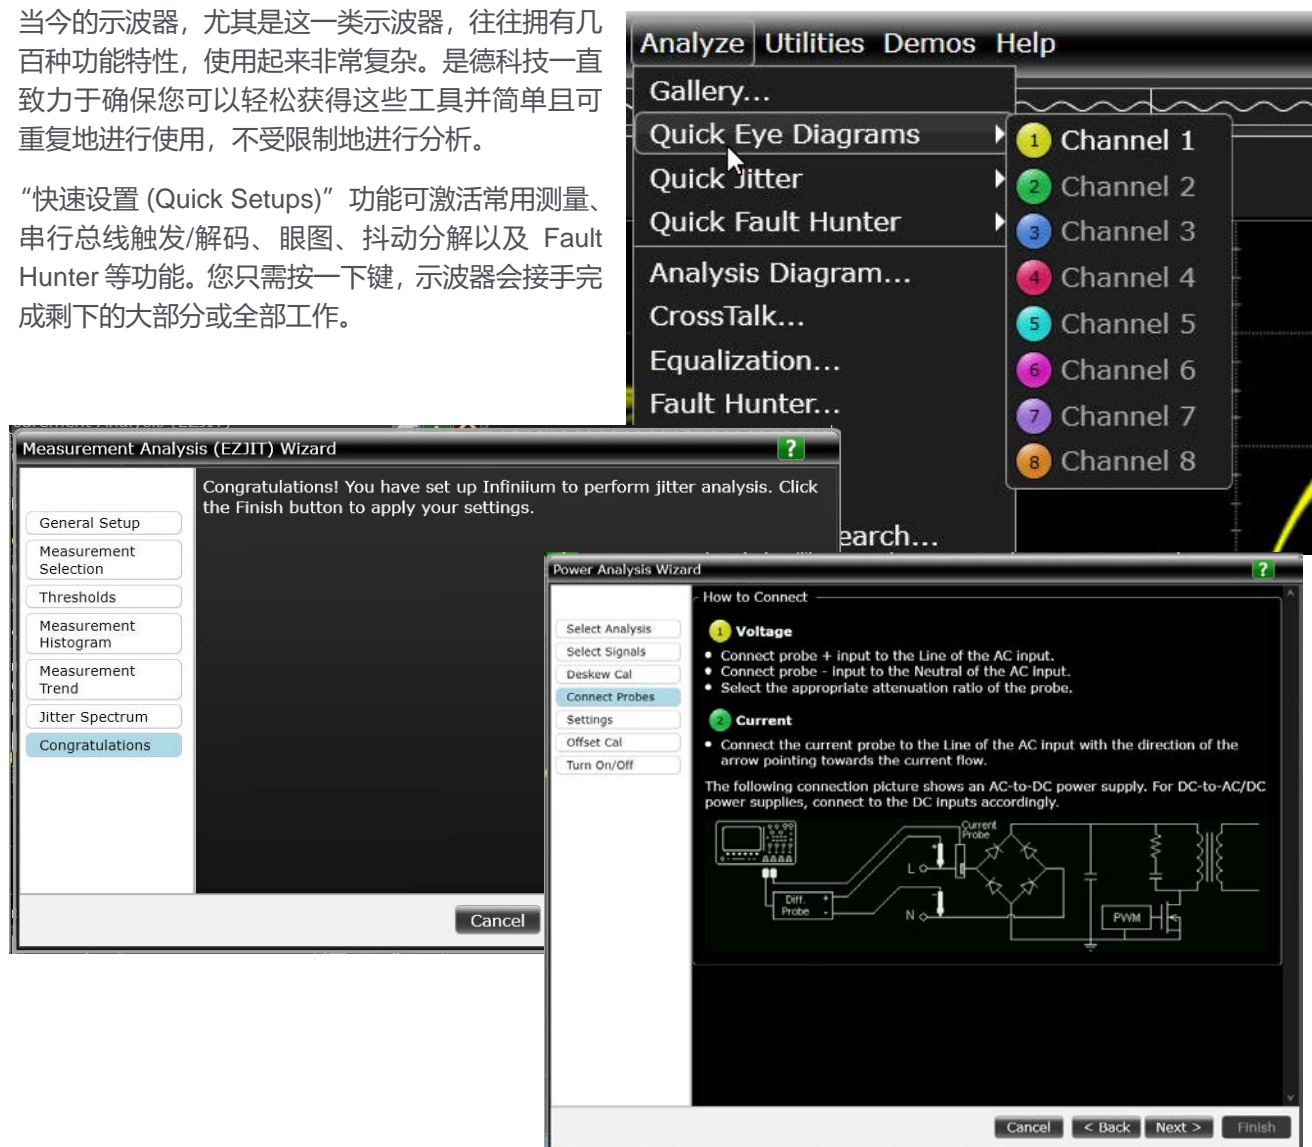 当今的示波器，尤其是这一类示波器，往往拥有几
百种功能特性，使用起来非常复杂。是德科技一直
致力于确保您可以轻松获得这些工具并简单且可
重复地进行使用，不受限制地进行分析。
“快速设置 (Quick Setups)”功能可激活常用测量、
串行总线触发/解码、眼图、抖动分解以及 Fault
Hunter 等功能。您只需按一下键，示波器会接手完
成剩下的大部分或全部工作。
Analyze Utilities Demos Help
Gallery...
Quick Eye Diagrams
Quick Jitter
Quick Fault Hunter
Analysis Diagram...
CrossTalk...
Equalization...
Fault Hunter...
earch...
1 Channel 1
2 Channel 2
3 Channel 3
4 Channel 4
5 Channel 5
6 Channel 6
7 Channel 7
8 Channel 8
Measurement Analysis (EZJIT) Wizard
?
General Setup
Measurement
Selection
Thresholds
Measurement
Histogram
Measurement
Trend
Jitter Spectrum
Congratulations
Congratulations! You have set up Infiniium to perform jitter analysis. Click
the Finish button to apply your settings.
Cancel
Power Analysis Wizard
?
Select Analysis
Select Signals
Deskew Cal
Connect Probes
Settings
Offset Cal
Turn On/Off
How to Connect
1 Voltage
• Connect probe + input to the Line of the AC input.
• Connect probe - input to the Neutral of the AC input.
• Select the appropriate attenuation ratio of the probe.
2 Current
• Connect the current probe to the Line of the AC input with the direction of the
arrow pointing towards the current flow.
The following connection picture shows an AC-to-DC power supply. For DC-to-AC/DC
power supplies, connect to the DC inputs accordingly.
Current
Probe
+
L
Diff. +
Probe -
-
N
PWM
Cancel < Back Next > Finish